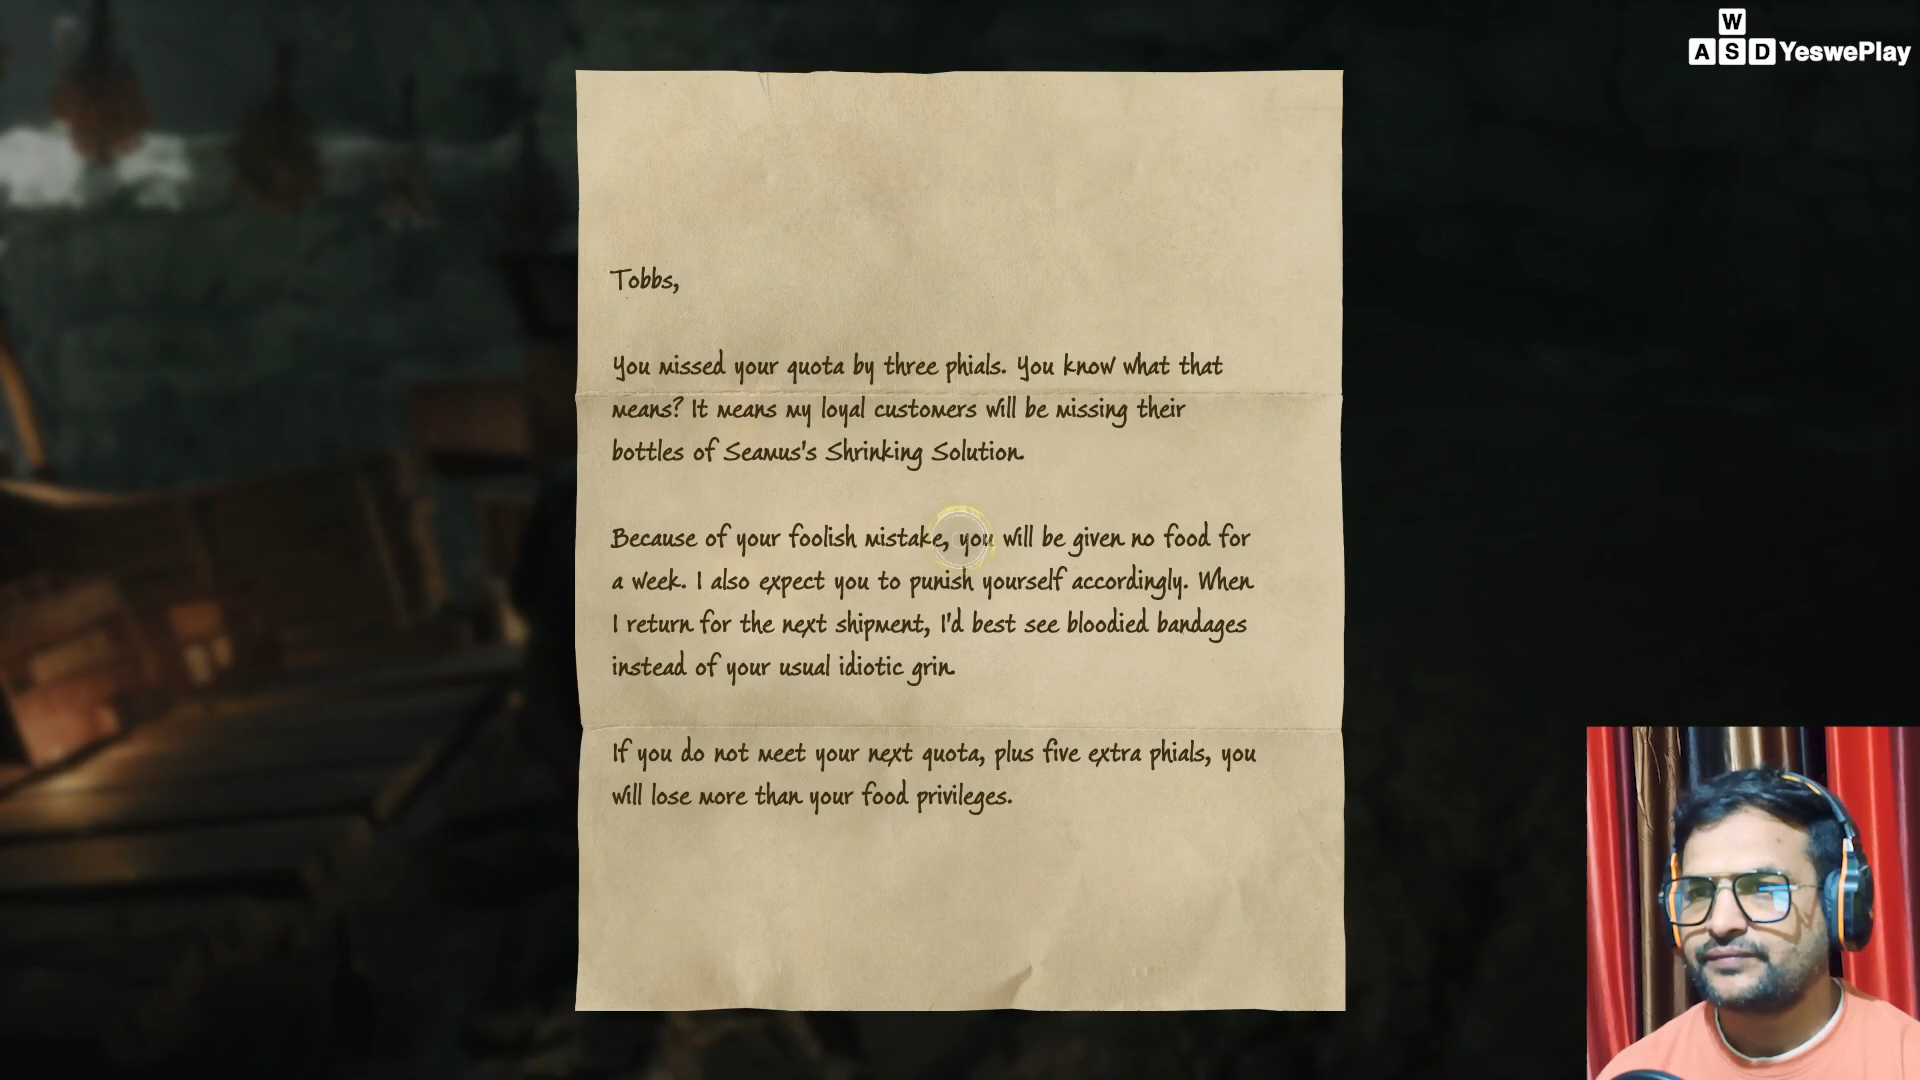 W
A S D YeswePlay
Tobbs,
You missed your quota by three phials. You know what that
means? It means my loyal customers will be missing their
bottles of Seamus's Shrinking Solution.
Because of your foolish mistake, you will be given no food for
a week. I also expect you to punish yourself accordingly. When
I return for the next shipment, I'd best see bloodied bandages
instead of your usual idiotic grin.
If you do not meet your next quota, plus five extra phials, you
will lose more than your food privileges.